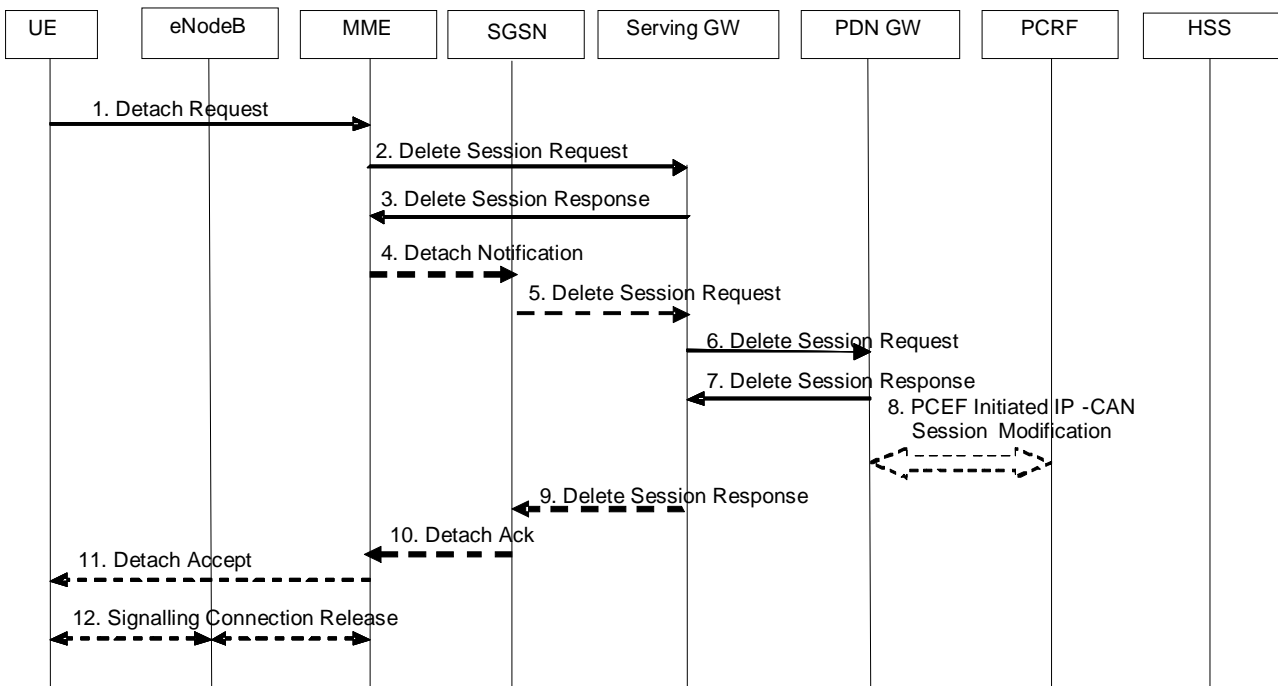 UE
eNodeB
MME
SGSN
Serving GW
PDN GW
PCRF
HSS
1. Detach Request
2. Delete Session Request
3. Delete Session Response
4. Detach Notification
5. Delete Session Request
6. Delete Session Request
7. Delete Session Response
8. PCEF Initiated IP -CAN
Session Modification
9. Delete Session Response
10. Detach Ack
11. Detach Accept
12. Signalling Connection Release